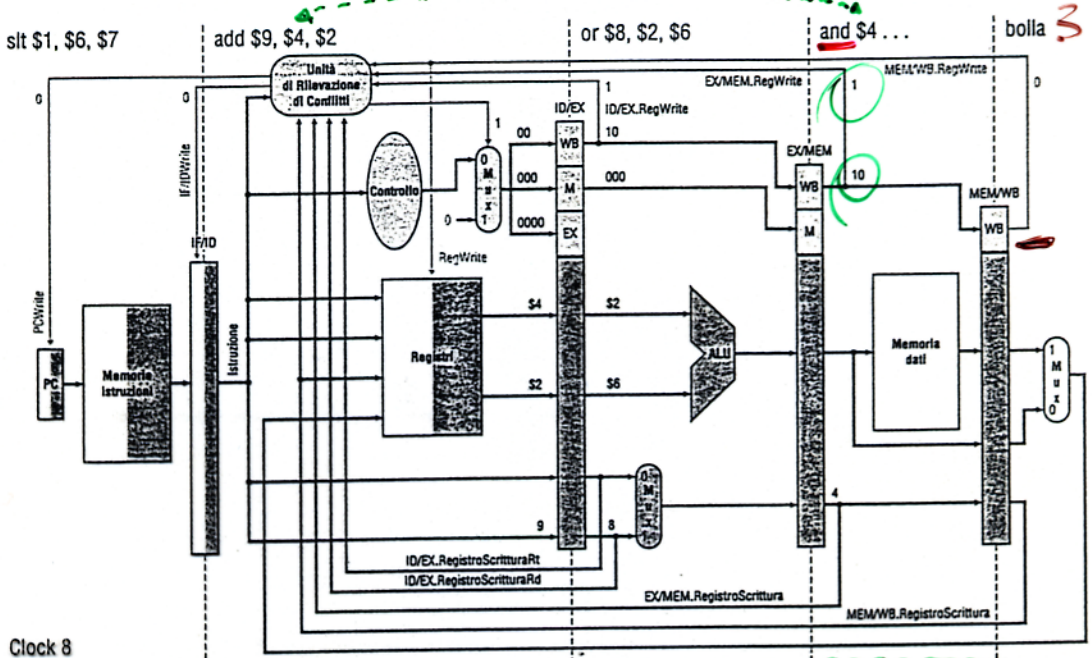 slt $1, $6, $7
add $9, $4, $2
or $8, $2, $6
and $4 ...
bolla 3
Unità
di Rilevazione
di Conflitti
EX/MEM.RegWrite
MEM/WB.RegWrite
0
0
1
1
0
ID/EX
ID/EX.RegWrite
IF/IDWrite
1
00
WB
10
EX/MEM
Controllo
0
M
u
x
1
000
M
000
WB
10
MEM/WB
0
0000
EX
M
WB
IF/ID
RegWrite
PCWrite
Istruzione
$4
$2
PC
Memoria
istruzioni
Registri
ALU
Memoria
dati
1
M
u
x
0
$2
$6
0
M
u
x
1
4
9
8
ID/EX.RegistroScritturaRt
ID/EX.RegistroScritturaRd
EX/MEM.RegistroScrittura
MEM/WB.RegistroScrittura
Clock 8